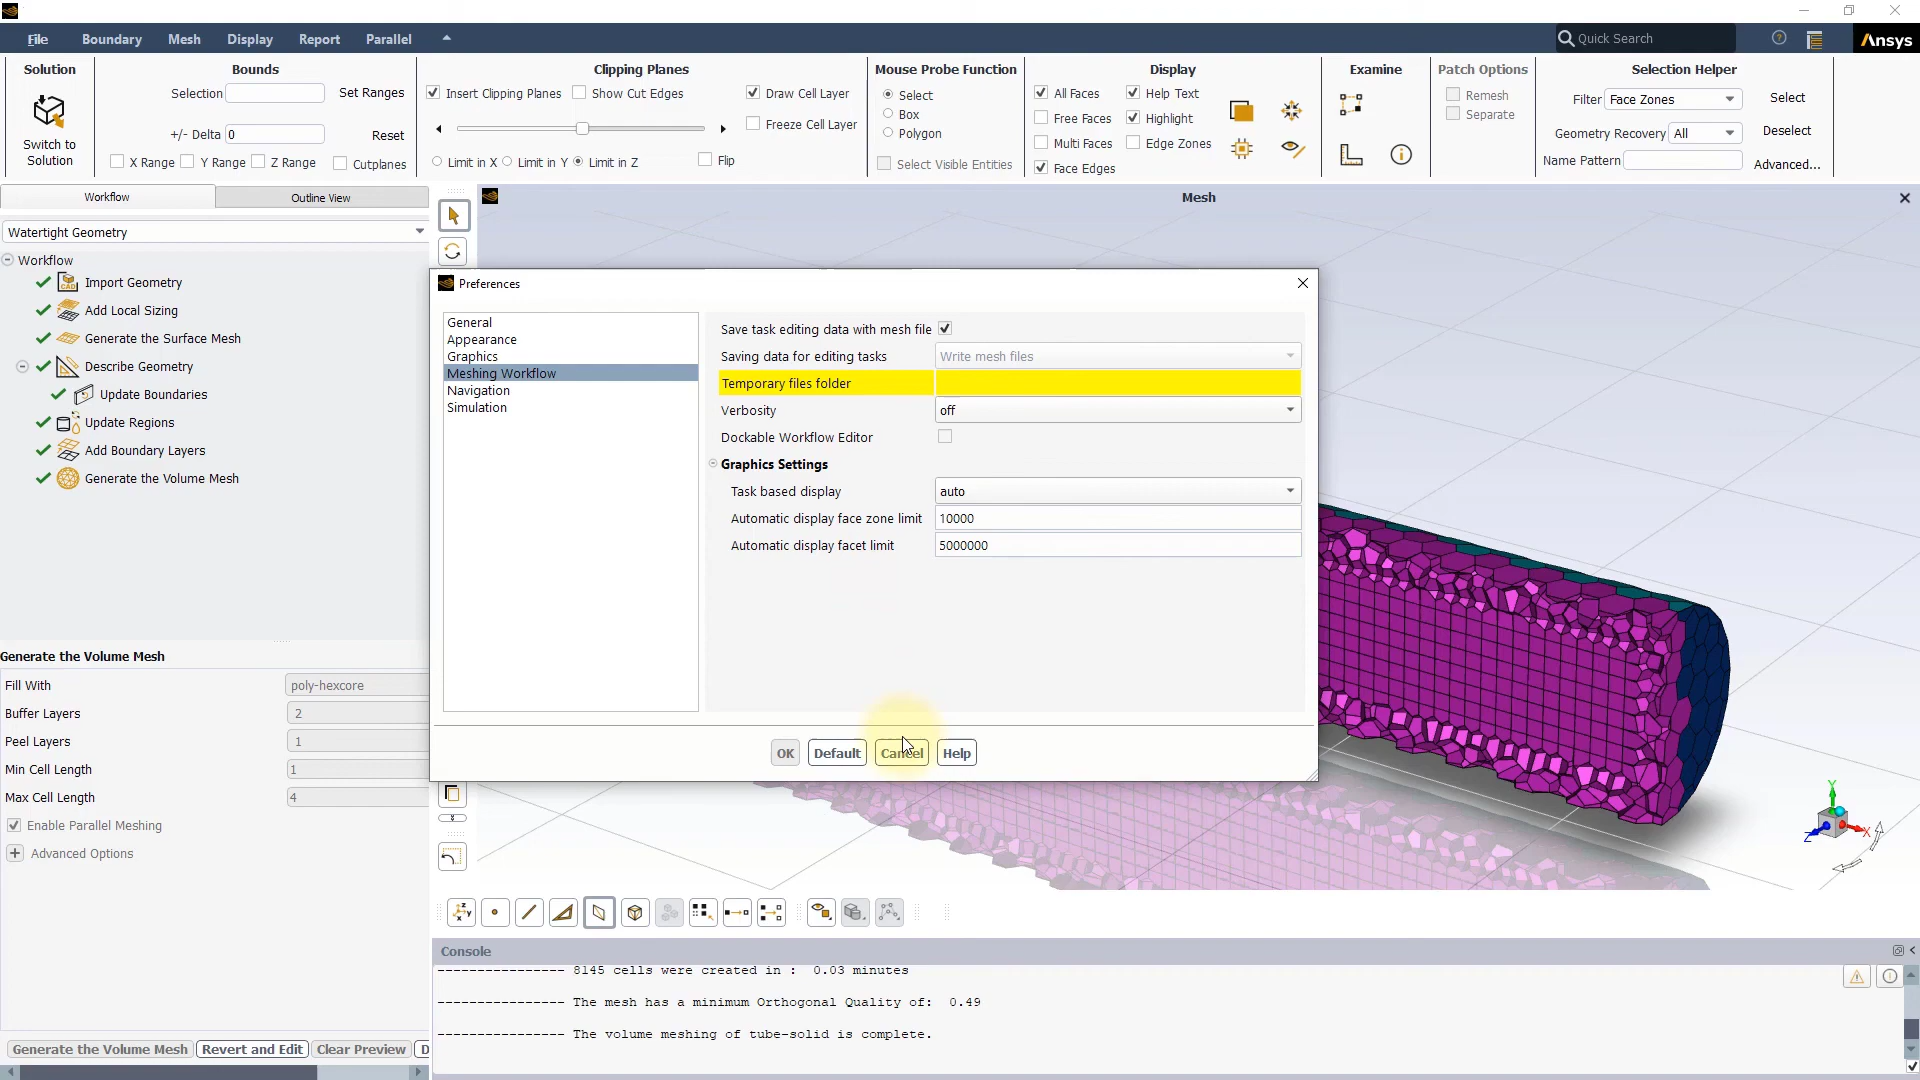 File Boundary Mesh Display Report Parallel Quick Search Ansys
Solution Bounds Clipping Planes Mouse Probe Function Display Examine Patch Options Selection Helper
Selection Set Ranges Insert Clipping Planes Show Cut Edges Draw Cell Layer Select All Faces Help Text Remesh Filter Face Zones Select
Box Free Faces Highlight Separate
+/- Delta 0 Reset Freeze Cell Layer Polygon Geometry Recovery All Deselect
Switch to Solution Multi Faces Edge Zones
X Range Y Range Z Range Cutplanes Limit in X Limit in Y Limit in Z Flip Select Visible Entities Face Edges Name Pattern Advanced...
Workflow Outline View Mesh
Watertight Geometry
Workflow
Import Geometry
Add Local Sizing
Generate the Surface Mesh
Describe Geometry
Update Boundaries
Update Regions
Add Boundary Layers
Generate the Volume Mesh
Preferences
General
Appearance
Graphics
Meshing Workflow
Navigation
Simulation
Save task editing data with mesh file
Saving data for editing tasks Write mesh files
Temporary files folder
Verbosity off
Dockable Workflow Editor
Graphics Settings
Task based display auto
Automatic display face zone limit 10000
Automatic display facet limit 5000000
OK Default Cancel Help
Generate the Volume Mesh
Fill With poly-hexcore
Buffer Layers 2
Peel Layers 1
Min Cell Length 1
Max Cell Length 4
Enable Parallel Meshing
Advanced Options
Generate the Volume Mesh Revert and Edit Clear Preview D
Y
X
Z
Console
---------------- 8145 cells were created in : 0.03 minutes
---------------- The mesh has a minimum Orthogonal Quality of: 0.49
---------------- The volume meshing of tube-solid is complete.